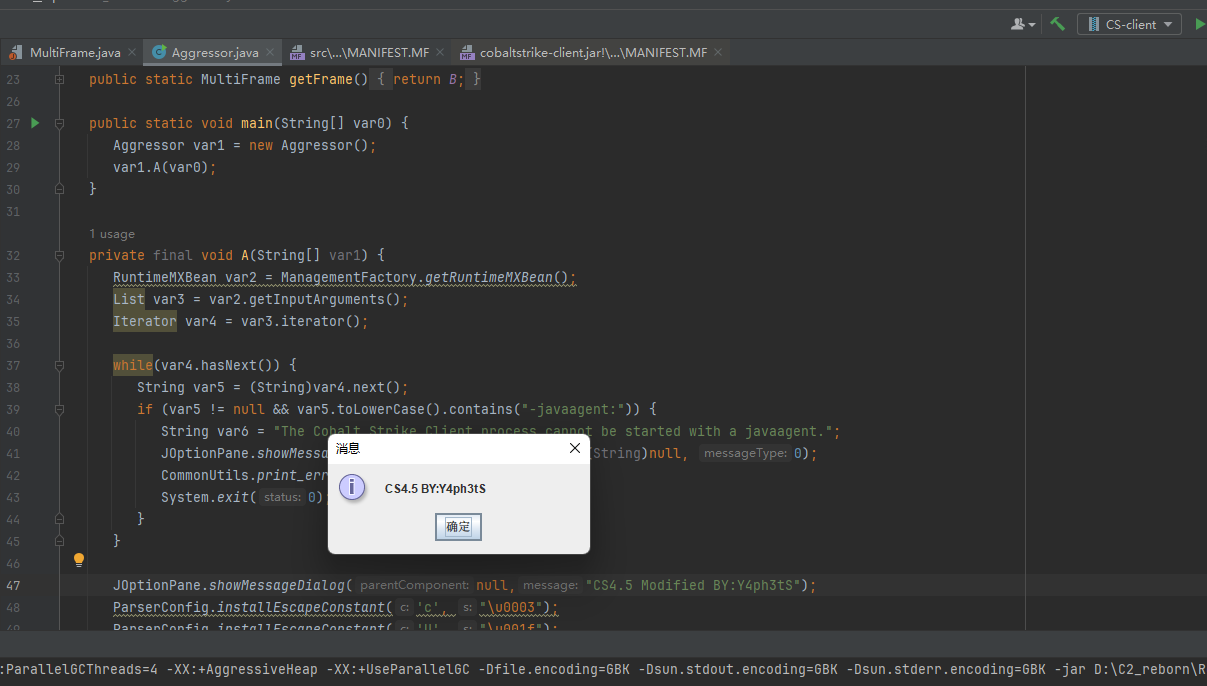 CS-client
MultiFrame.java
Aggressor.java
src\...\MANIFEST.MF
cobaltstrike-client.jar!\...\MANIFEST.MF
23 public static MultiFrame getFrame() { return B; }
26
27 public static void main(String[] var0) {
28 Aggressor var1 = new Aggressor();
29 var1.A(var0);
30 }
31
1 usage
32 private final void A(String[] var1) {
33 RuntimeMXBean var2 = ManagementFactory.getRuntimeMXBean();
34 List var3 = var2.getInputArguments();
35 Iterator var4 = var3.iterator();
36
37 while(var4.hasNext()) {
38 String var5 = (String)var4.next();
39 if (var5 != null && var5.toLowerCase().contains("-javaagent:")) {
40 String var6 = "The Cobalt Strike Client process cannot be started with a javaagent.";
41 JOptionPane.showMessa String)null, messageType: 0);
42 CommonUtils.print_err
43 System.exit( status: 0)
44 }
45 }
46
消息
CS4.5 BY:Y4ph3tS
确定
47 JOptionPane.showMessageDialog( parentComponent: null, message: "CS4.5 Modified BY:Y4ph3tS");
48 ParserConfig.installEscapeConstant( c: 'c', s: "\u0003");
49 ParserConfig.installEscapeConstant( c: 'U', s: "\u001f");
:ParallelGCThreads=4 -XX:+AggressiveHeap -XX:+UseParallelGC -Dfile.encoding=GBK -Dsun.stdout.encoding=GBK -Dsun.stderr.encoding=GBK -jar D:\C2_reborn\R